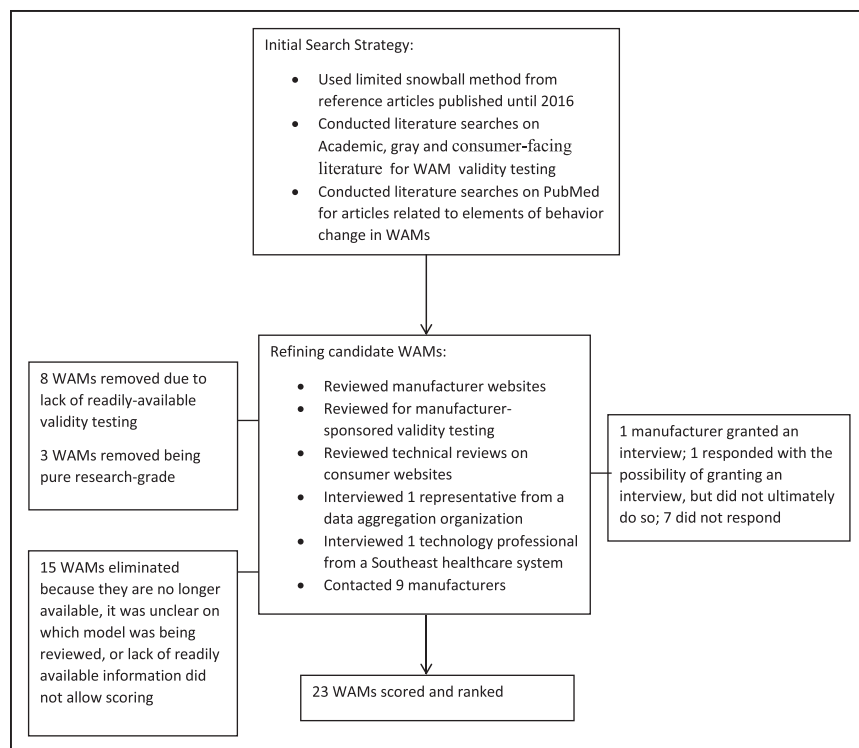 Initial Search Strategy:
• Used limited snowball method from
reference articles published until 2016
• Conducted literature searches on
Academic, gray and consumer-facing
literature for WAM validity testing
• Conducted literature searches on PubMed
for articles related to elements of behavior
change in WAMs
8 WAMs removed due to
lack of readily-available
validity testing
3 WAMs removed being
pure research-grade
Refining candidate WAMs:
• Reviewed manufacturer websites
• Reviewed for manufacturer-
sponsored validity testing
• Reviewed technical reviews on
consumer websites
• Interviewed 1 representative from a
data aggregation organization
• Interviewed 1 technology professional
from a Southeast healthcare system
• Contacted 9 manufacturers
1 manufacturer granted an
interview; 1 responded with the
possibility of granting an
interview, but did not ultimately
do so; 7 did not respond
15 WAMs eliminated
because they are no longer
available, it was unclear on
which model was being
reviewed, or lack of readily
available information did
not allow scoring
23 WAMs scored and ranked